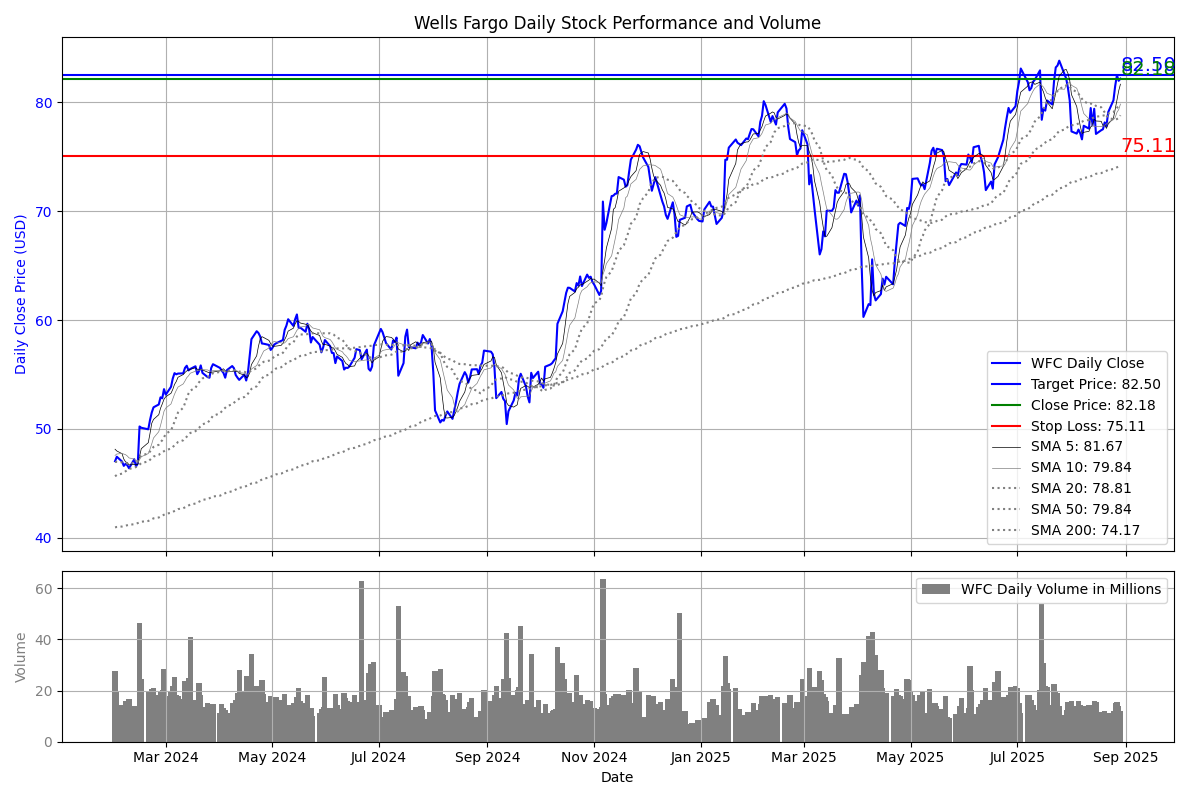 Wells Fargo Daily Stock Performance and Volume
Daily Close Price (USD)
80
70
60
50
40
82.50
82.18
75.11
WFC Daily Close
Target Price: 82.50
Close Price: 82.18
Stop Loss: 75.11
SMA 5: 81.67
SMA 10: 79.84
SMA 20: 78.81
SMA 50: 79.84
SMA 200: 74.17
Volume
60
40
20
0
WFC Daily Volume in Millions
Mar 2024 May 2024 Jul 2024 Sep 2024 Nov 2024 Jan 2025 Mar 2025 May 2025 Jul 2025 Sep 2025
Date